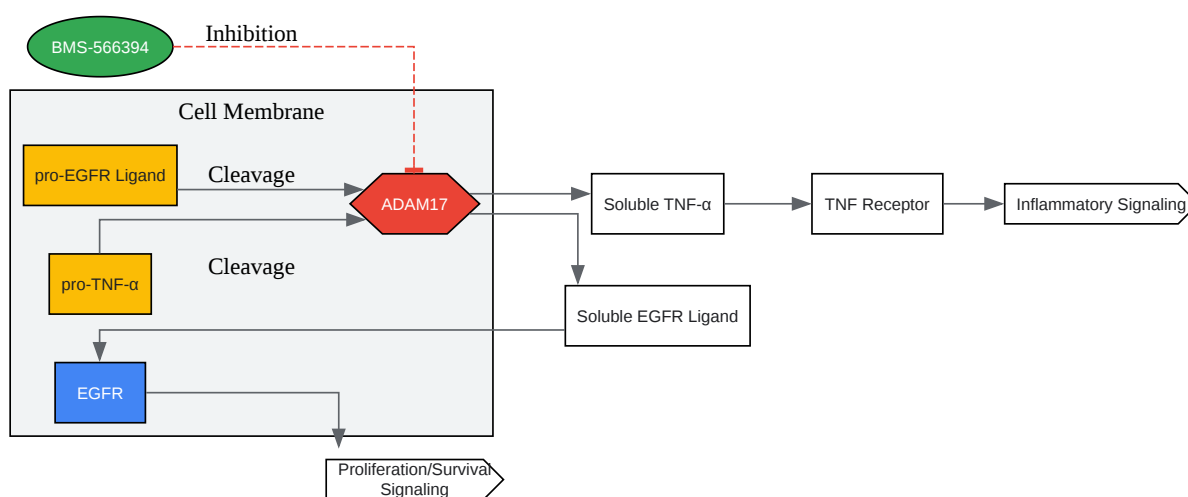 Inhibition
BMS-566394
Cell Membrane
pro-EGFR Ligand
Cleavage
ADAM17
Soluble TNF-α
TNF Receptor
Inflammatory Signaling
Cleavage
pro-TNF-α
Soluble EGFR Ligand
EGFR
Proliferation/Survival
Signaling